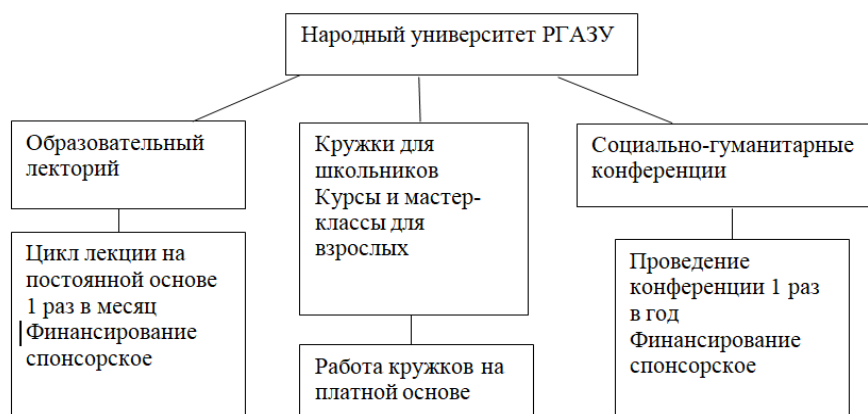 Народный университет РГАЗУ
Образовательный
лекторий
Кружки для
школьников
Курсы и мастер-
классы для
взрослых
Социально-гуманитарные
конференции
Цикл лекции на
постоянной основе
1 раз в месяц
Финансирование
спонсорское
Работа кружков на
платной основе
Проведение
конференции 1 раз
в год
Финансирование
спонсорское